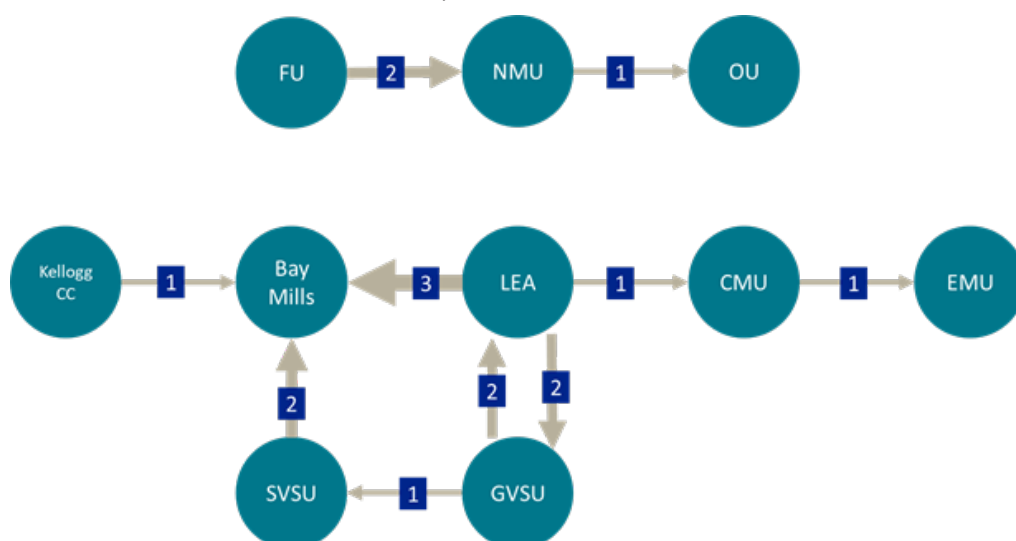 FU
2
NMU
1
OU
Kellogg
CC
1
Bay
Mills
3
LEA
1
CMU
1
EMU
2
2
2
SVSU
1
GVSU